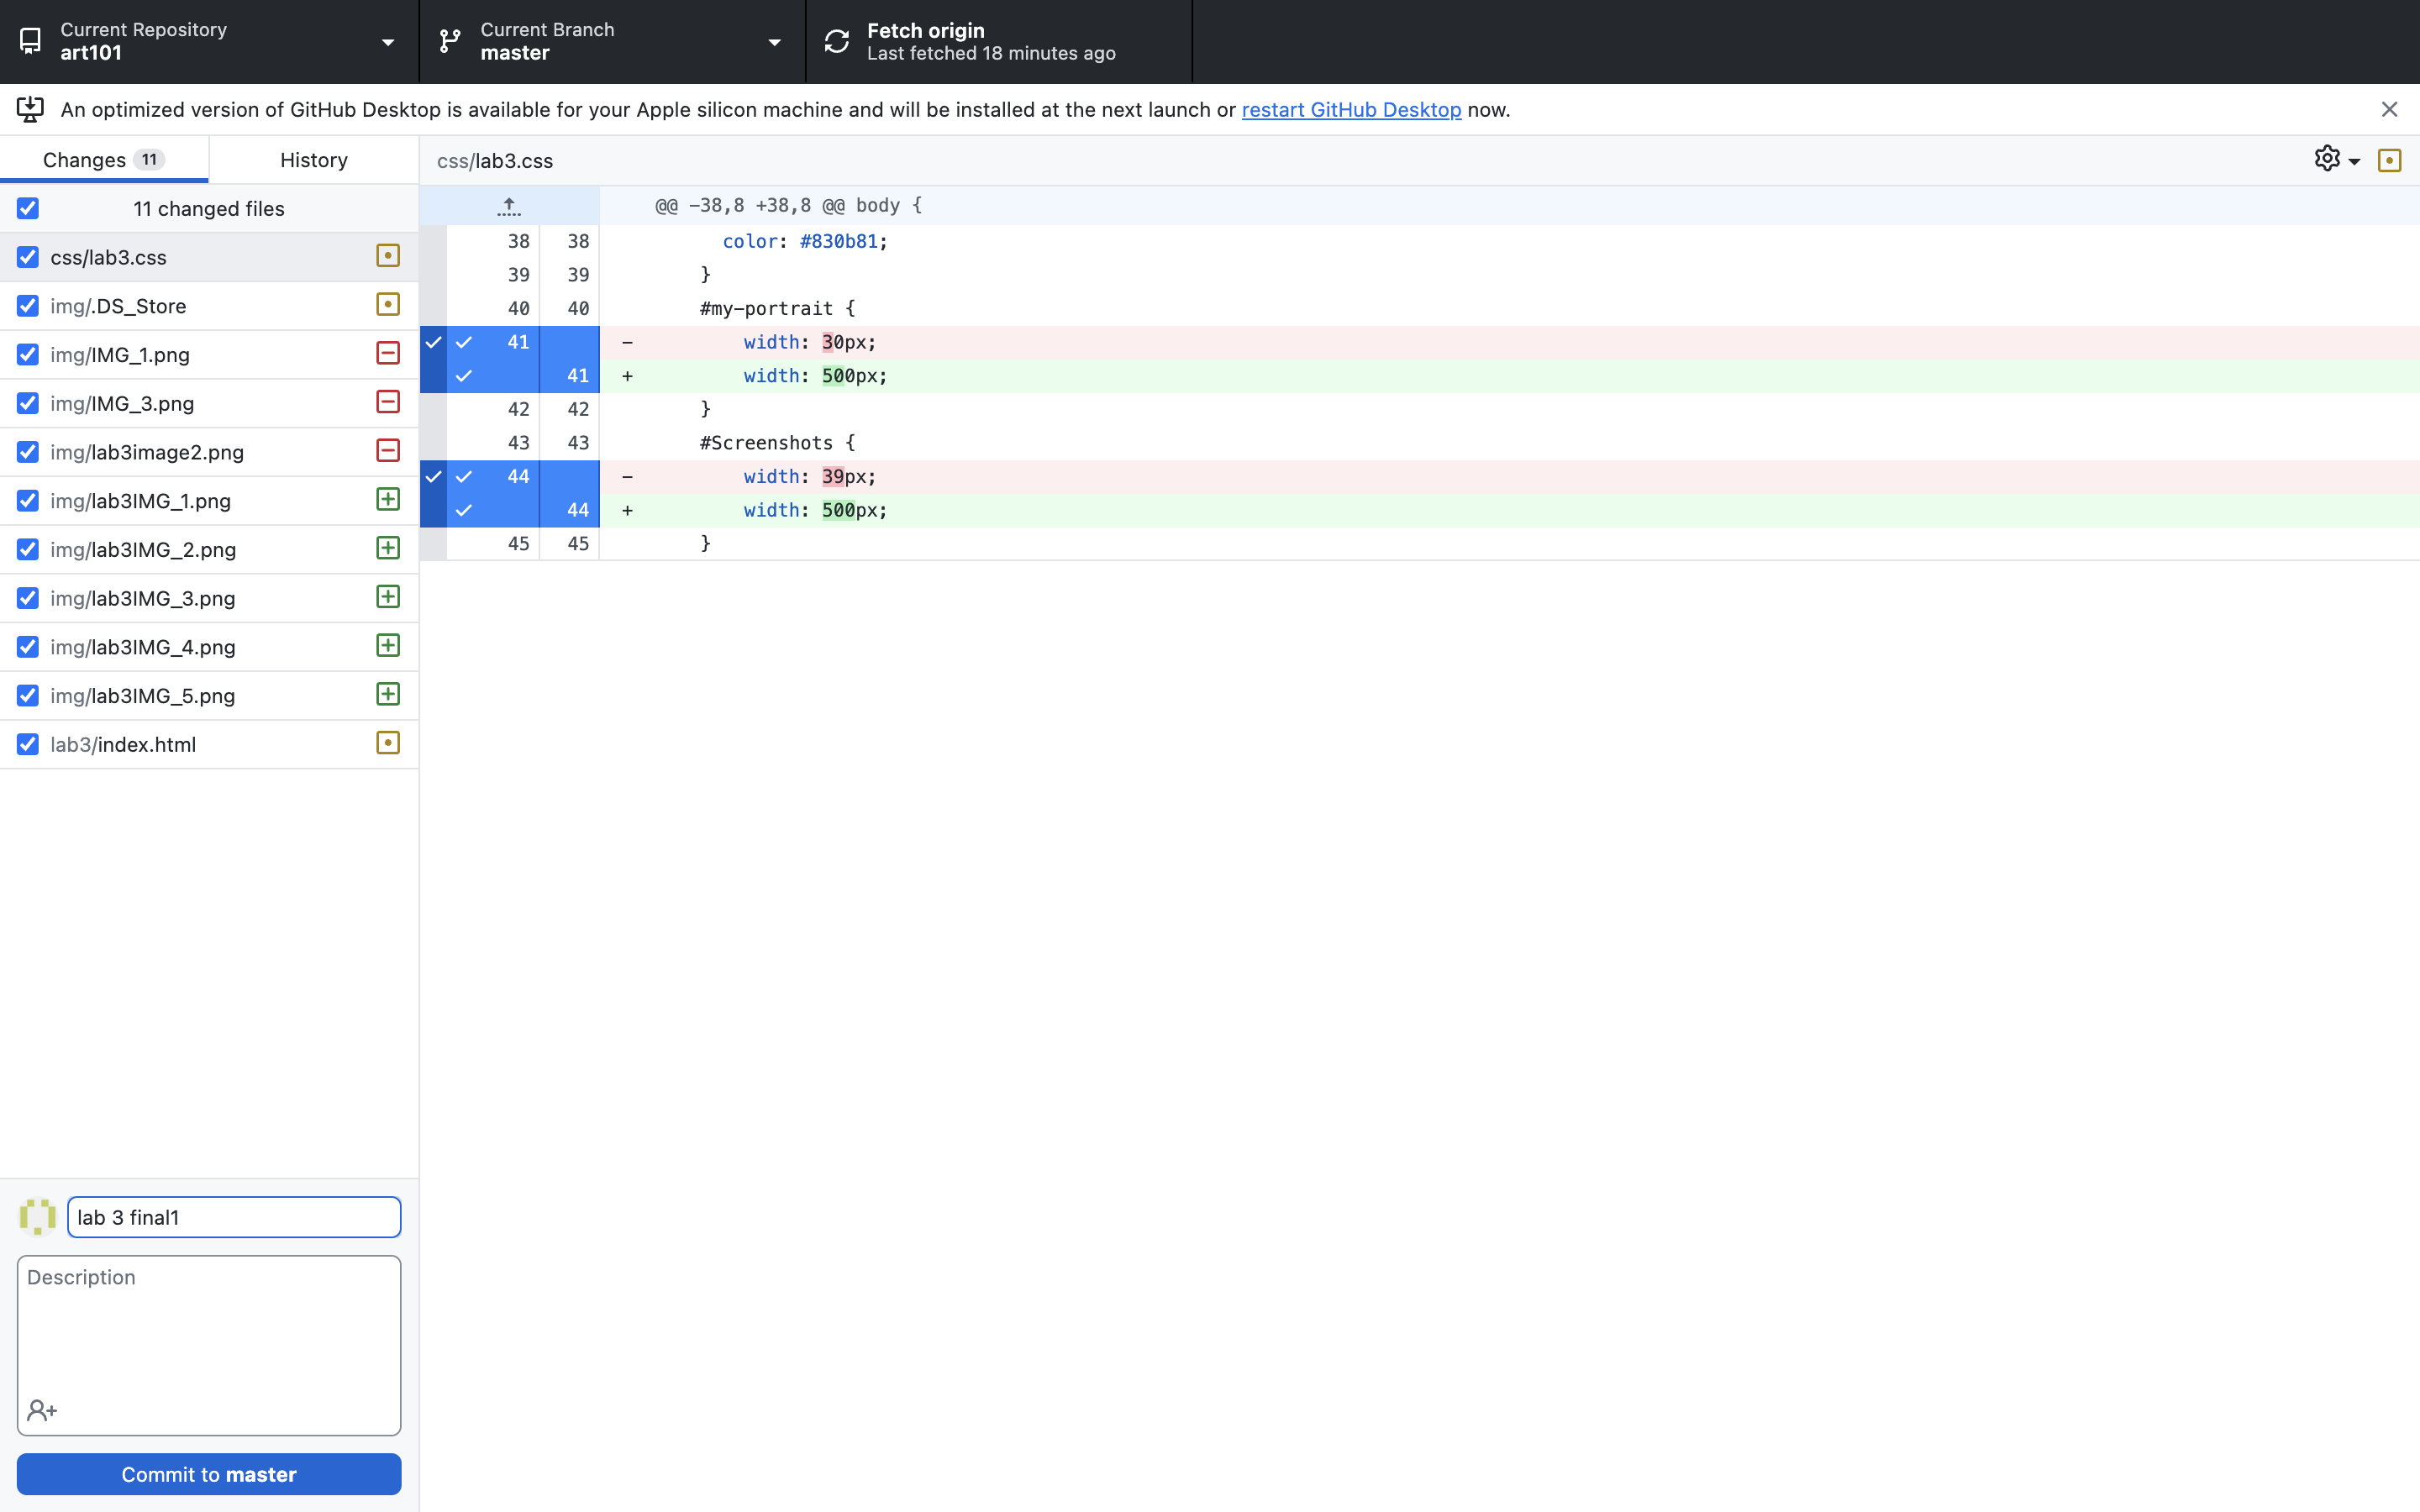 Current Repository
art101
Current Branch
master
Fetch origin
Last fetched 18 minutes ago
An optimized version of GitHub Desktop is available for your Apple silicon machine and will be installed at the next launch or restart GitHub Desktop now.
Changes 11
History
css/lab3.css
11 changed files
css/lab3.css
img/.DS_Store
img/IMG_1.png
img/IMG_3.png
img/lab3image2.png
img/lab3IMG_1.png
img/lab3IMG_2.png
img/lab3IMG_3.png
img/lab3IMG_4.png
img/lab3IMG_5.png
lab3/index.html
@@ -38,8 +38,8 @@ body {
38 38 color: #830b81;
39 39 }
40 40 #my-portrait {
41 - width: 30px;
41 + width: 500px;
42 42 }
43 43 #Screenshots {
44 - width: 39px;
44 + width: 500px;
45 45 }
lab 3 final1
Description
Commit to master